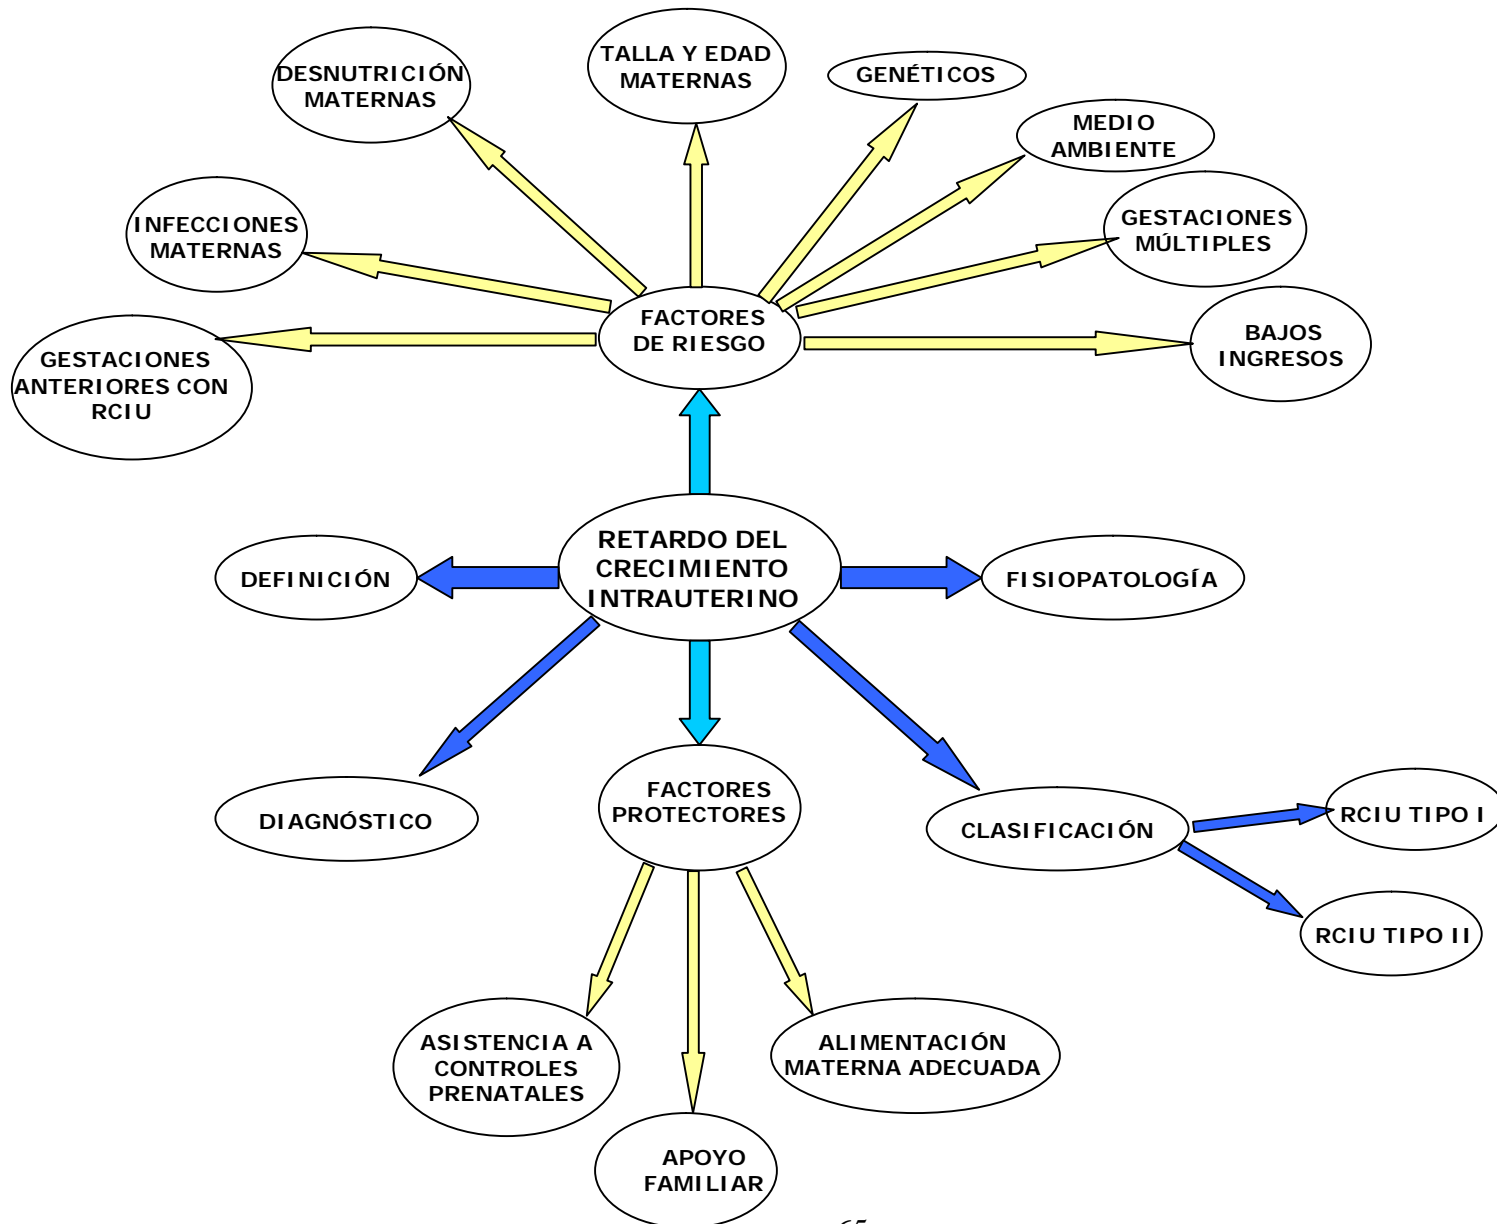 TALLA Y EDAD
MATERNAS
DESNUTRICIÓN
MATERNAS
GENÉTICOS
MEDIO
AMBIENTE
INFECCIONES
MATERNAS
GESTACIONES
MÚLTIPLES
FACTORES
DE RIESGO
BAJOS
INGRESOS
GESTACIONES
ANTERIORES CON
RCIU
RETARDO DEL
CRECIMIENTO
INTRAUTERINO
DEFINICIÓN
FISIOPATOLOGÍA
FACTORES
PROTECTORES
DIAGNÓSTICO
CLASIFICACIÓN
RCIU TIPO I
RCIU TIPO II
ASISTENCIA A
CONTROLES
PRENATALES
ALIMENTACIÓN
MATERNA ADECUADA
APOYO
FAMILIAR